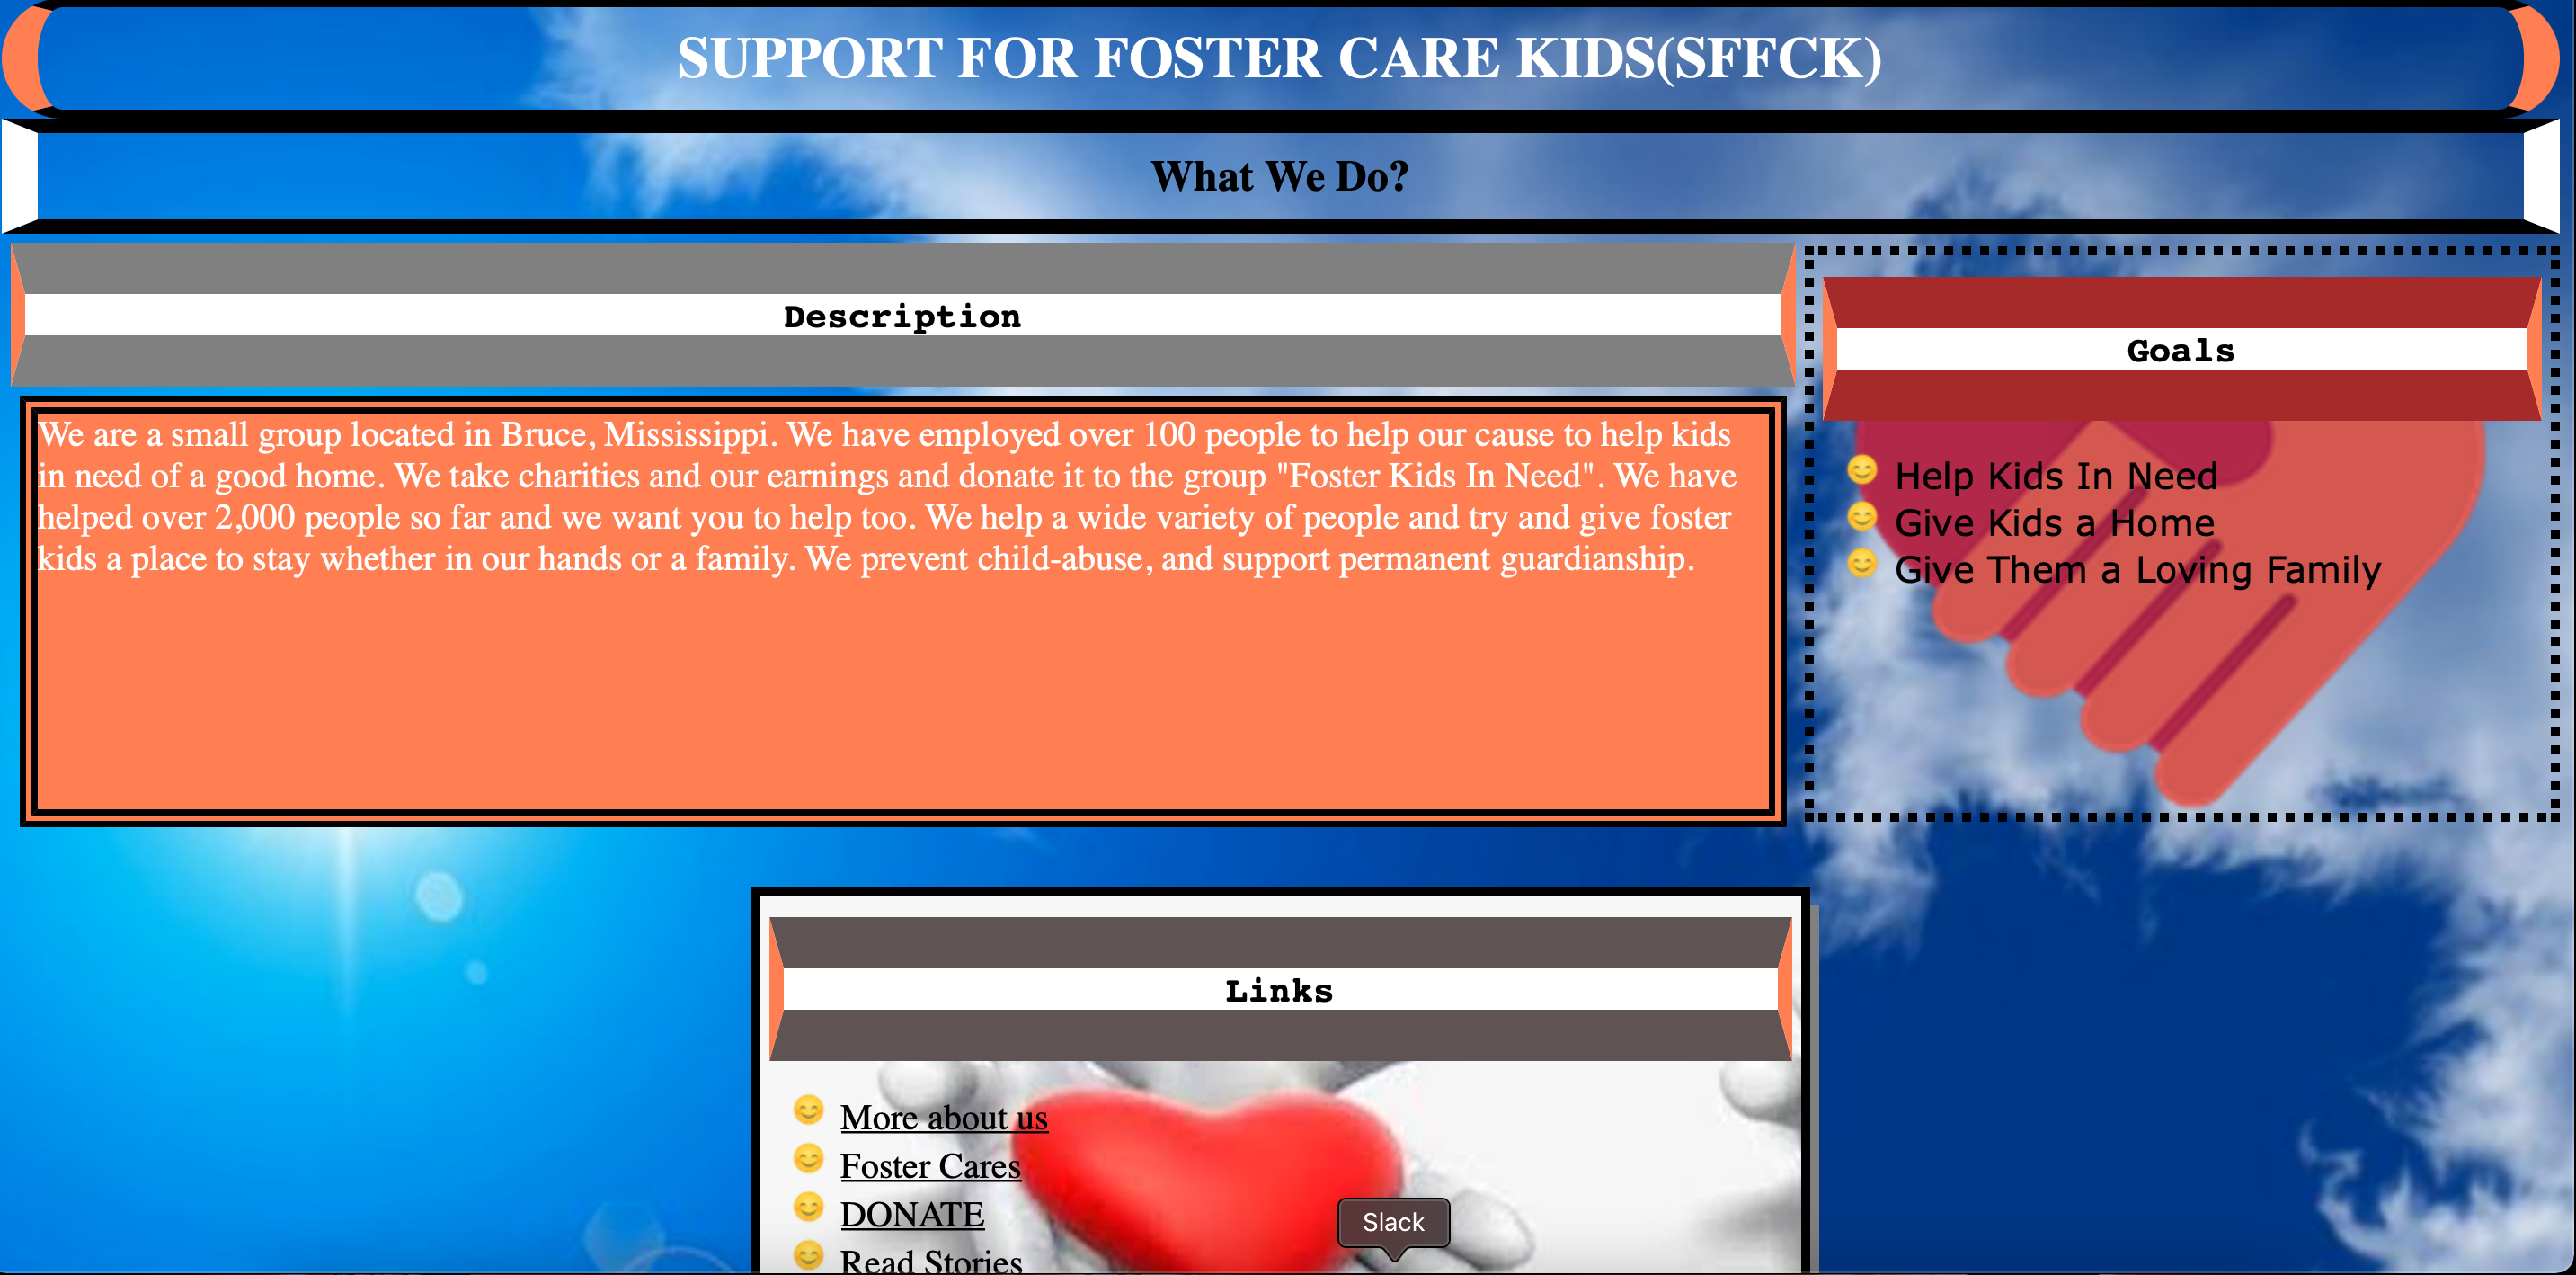 SUPPORT FOR FOSTER CARE KIDS(SFFCK)
What We Do?
Description
We are a small group located in Bruce, Mississippi. We have employed over 100 people to help our cause to help kids
in need of a good home. We take charities and our earnings and donate it to the group "Foster Kids In Need". We have
helped over 2,000 people so far and we want you to help too. We help a wide variety of people and try and give foster
kids a place to stay whether in our hands or a family. We prevent child-abuse, and support permanent guardianship.
Goals
Help Kids In Need
Give Kids a Home
Give Them a Loving Family
Links
More about us
Foster Cares
DONATE
Read Stories
Slack